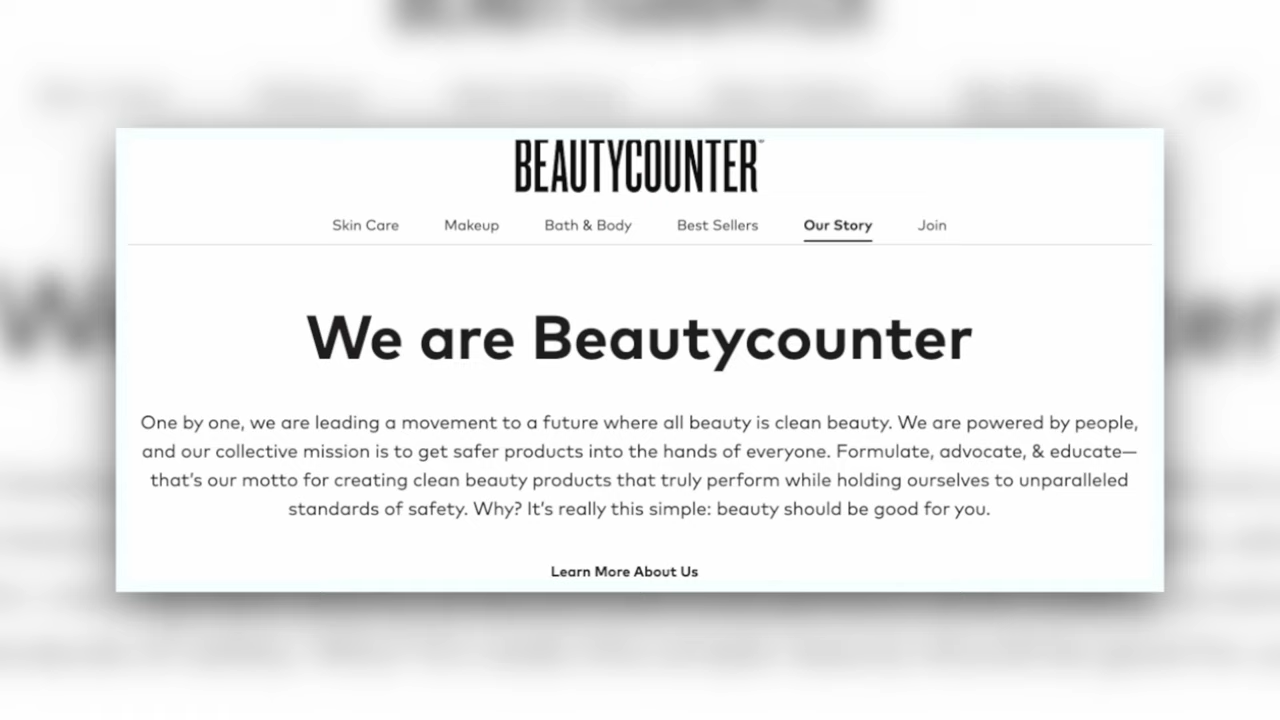 BEAUTYCOUNTER
Skin Care Makeup Bath & Body Best Sellers Our Story Join
We are Beautycounter
One by one, we are leading a movement to a future where all beauty is clean beauty. We are powered by people,
and our collective mission is to get safer products into the hands of everyone. Formulate, advocate, & educate—
that's our motto for creating clean beauty products that truly perform while holding ourselves to unparalleled
standards of safety. Why? It's really this simple: beauty should be good for you.
Learn More About Us